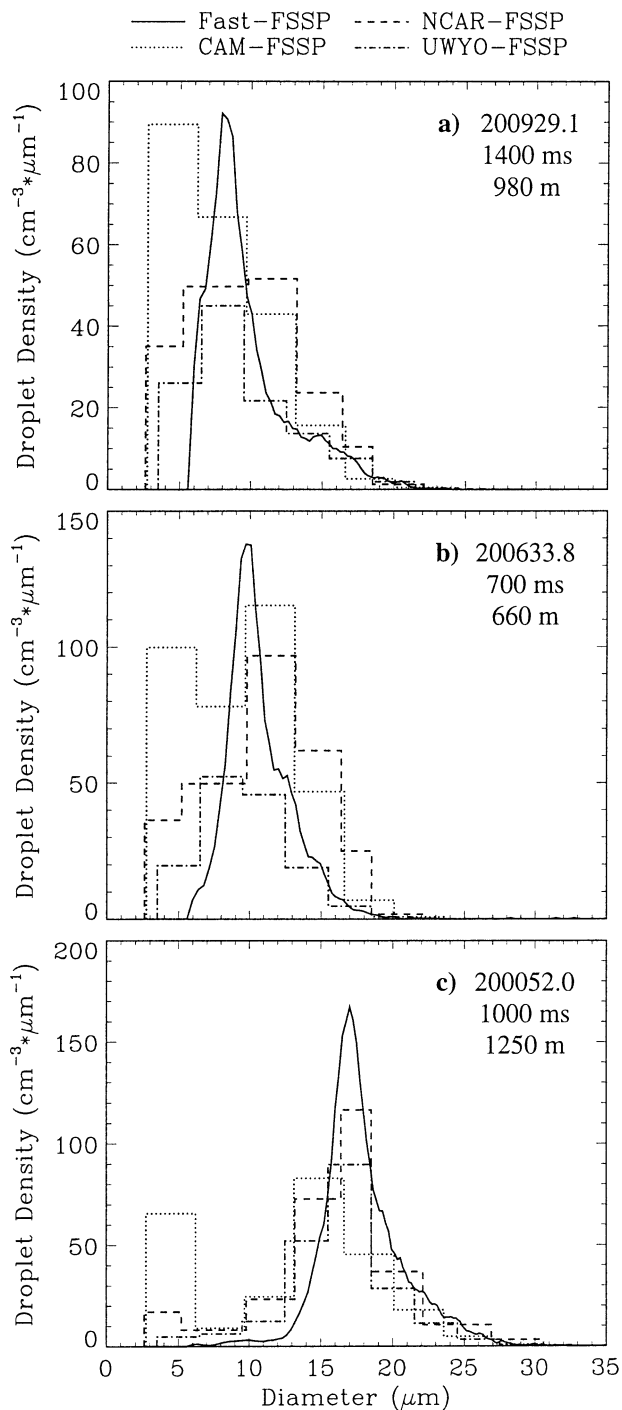 Fast−FSSP NCAR−FSSP
CAM−FSSP UWYO−FSSP
100
80
60
40
20
0
Droplet Density (cm⁻³*μm⁻¹)
a) 200929.1
1400 ms
980 m
150
100
50
0
Droplet Density (cm⁻³*μm⁻¹)
b) 200633.8
700 ms
660 m
200
150
100
50
0
Droplet Density (cm⁻³*μm⁻¹)
c) 200052.0
1000 ms
1250 m
0 5 10 15 20 25 30 35
Diameter (μm)